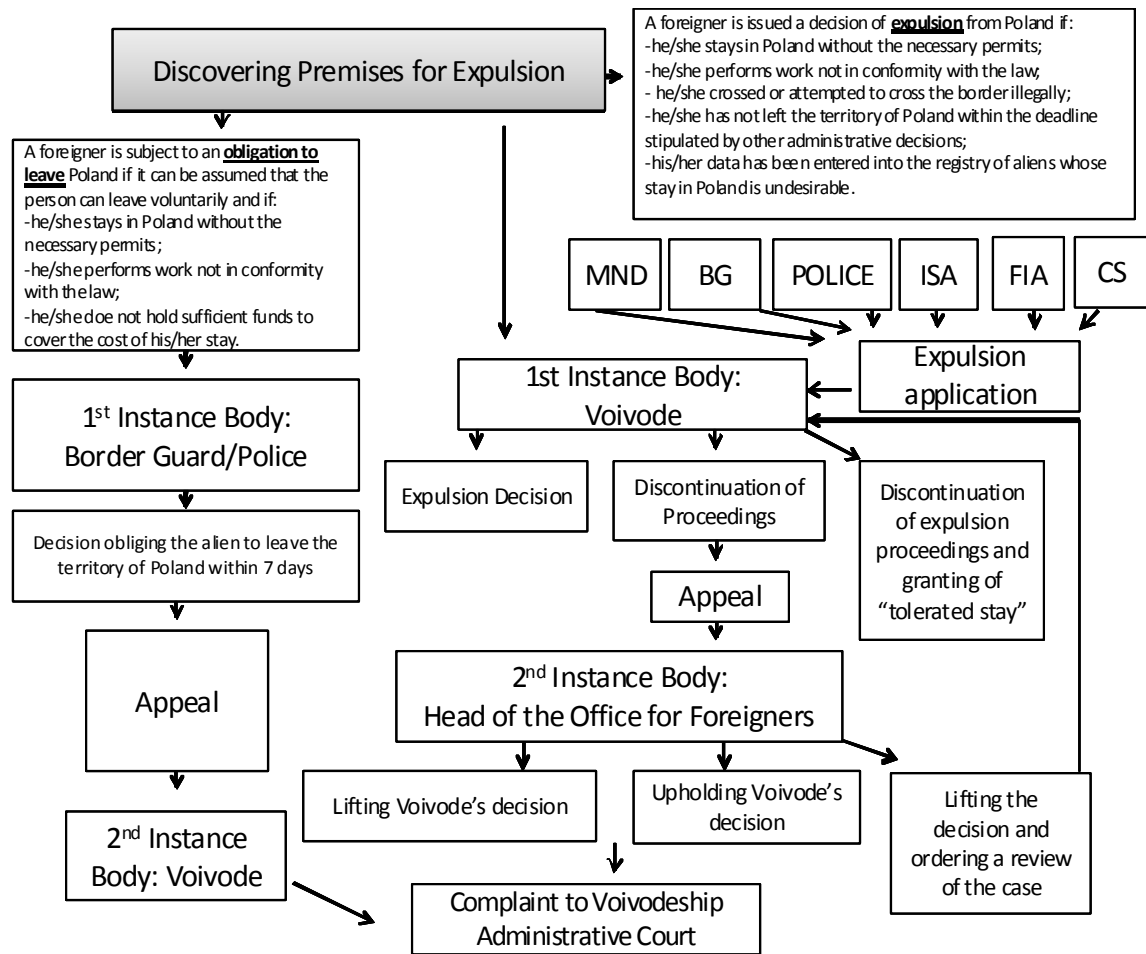 Discovering Premises for Expulsion
A foreigner is issued a decision of expulsion from Poland if:
-he/she stays in Poland without the necessary permits;
-he/she performs work not in conformity with the law;
- he/she crossed or attempted to cross the border illegally;
-he/she has not left the territory of Poland within the deadline
stipulated by other administrative decisions;
-his/her data has been entered into the registry of aliens whose
stay in Poland is undesirable.
A foreigner is subject to an obligation to
leave Poland if it can be assumed that the
person can leave voluntarily and if:
-he/she stays in Poland without the
necessary permits;
-he/she performs work not in conformity
with the law;
-he/she doe not hold sufficient funds to
cover the cost of his/her stay.
MND
BG
POLICE
ISA
FIA
CS
Expulsion
application
1st Instance Body:
Voivode
1st Instance Body:
Border Guard/Police
Expulsion Decision
Discontinuation of
Proceedings
Discontinuation
of expulsion
proceedings and
granting of
“tolerated stay”
Decision obliging the alien to leave the
territory of Poland within 7 days
Appeal
Appeal
2nd Instance Body:
Head of the Office for Foreigners
Lifting Voivode’s decision
Upholding Voivode’s
decision
Lifting the
decision and
ordering a review
of the case
2nd Instance
Body: Voivode
Complaint to Voivodeship
Administrative Court